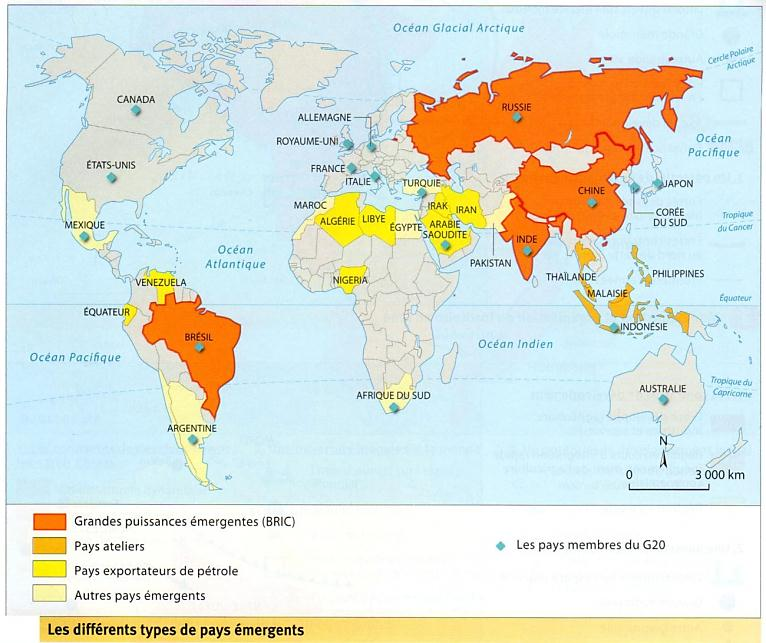 Océan Glacial Arctique
Cercle Polaire
Arctique
CANADA
ALLEMAGNE
RUSSIE
ROYAUME-UNI
Océan
Pacifique
ÉTATS-UNIS
FRANCE
ITALIE
TURQUIE
CHINE
JAPON
MAROC
IRAK
IRAN
CORÉE
DU SUD
Tropique
du Cancer
MEXIQUE
ALGÉRIE
LIBYE
ÉGYPTE
ARABIE
SAOUDITE
INDE
Océan
Atlantique
PAKISTAN
VENEZUELA
NIGERIA
THAÏLANDE
PHILIPPINES
MALAISIE
Équateur
ÉQUATEUR
INDONÉSIE
BRÉSIL
Océan Indien
Océan Pacifique
Tropique du
Capricorne
AFRIQUE DU SUD
AUSTRALIE
ARGENTINE
N
0 3 000 km
Grandes puissances émergentes (BRIC)
Pays ateliers
Les pays membres du G20
Pays exportateurs de pétrole
Autres pays émergents
Les différents types de pays émergents